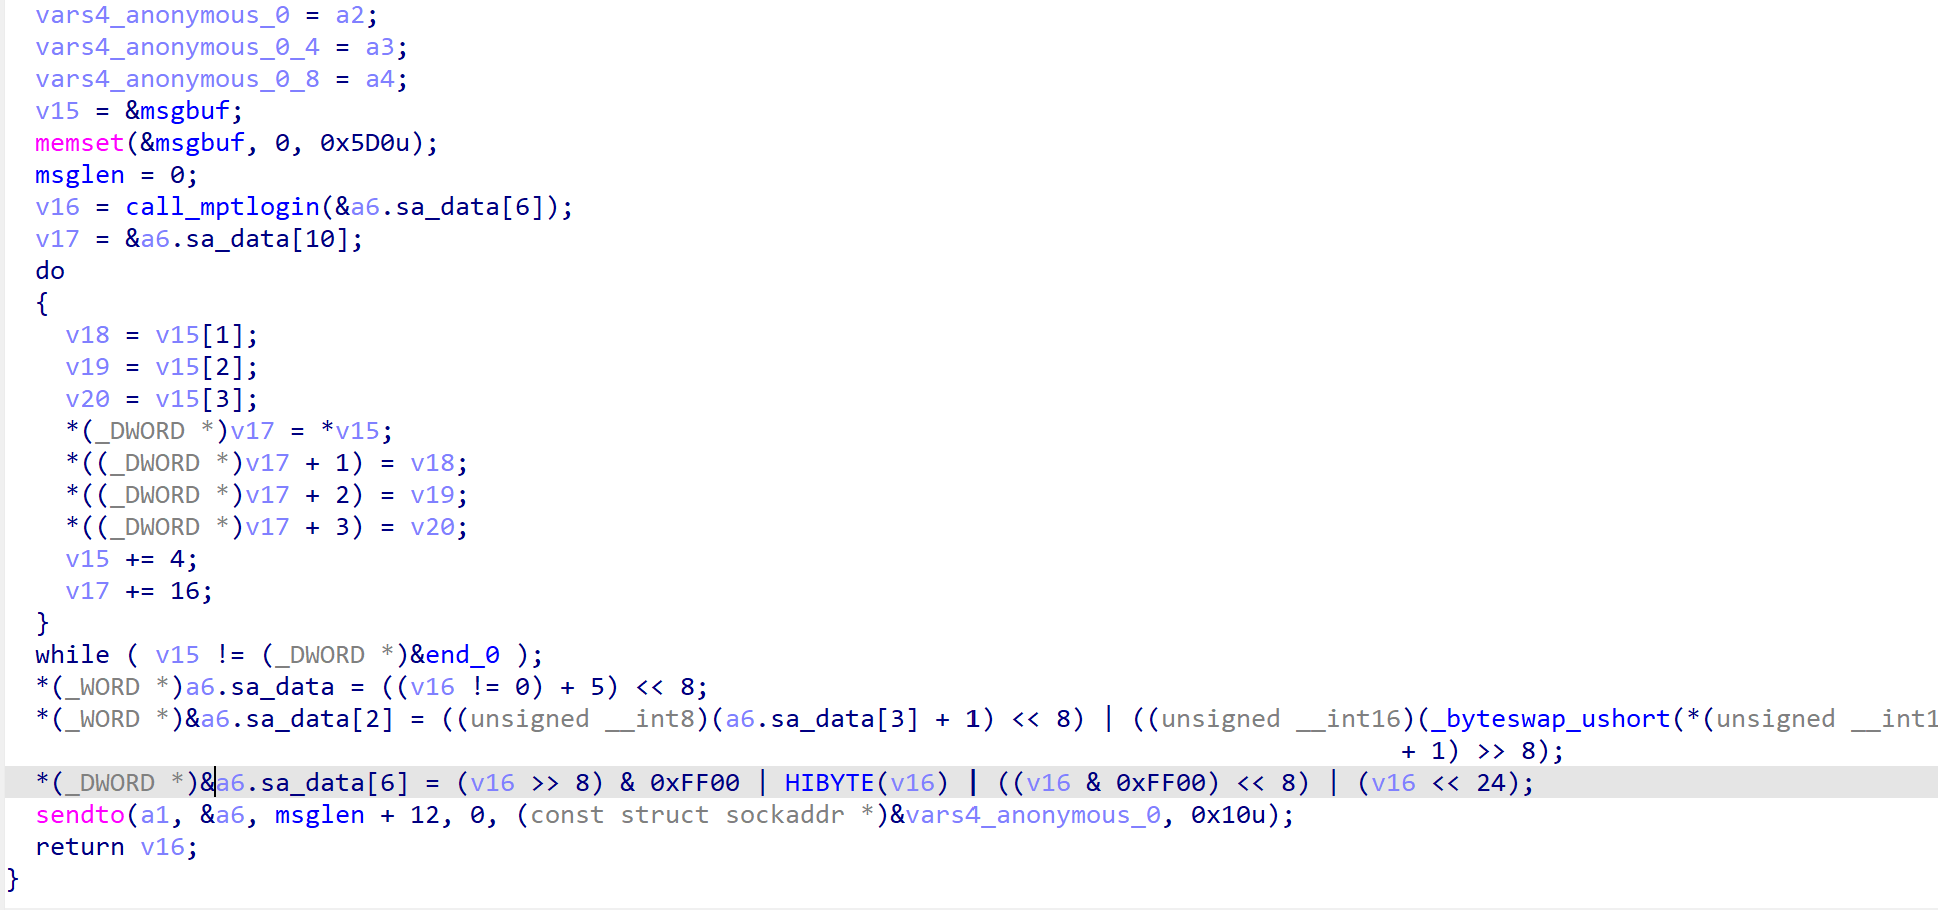 vars4_anonymous_0 = a2;
vars4_anonymous_0_4 = a3;
vars4_anonymous_0_8 = a4;
v15 = &msgbuf;
memset(&msgbuf, 0, 0x5D0u);
msglen = 0;
v16 = call_mptlogin(&a6.sa_data[6]);
v17 = &a6.sa_data[10];
do
{
v18 = v15[1];
v19 = v15[2];
v20 = v15[3];
*(_DWORD *)v17 = *v15;
*((_DWORD *)v17 + 1) = v18;
*((_DWORD *)v17 + 2) = v19;
*((_DWORD *)v17 + 3) = v20;
v15 += 4;
v17 += 16;
}
while ( v15 != (_DWORD *)&end_0 );
*(_WORD *)a6.sa_data = ((v16 != 0) + 5) << 8;
*(_WORD *)&a6.sa_data[2] = ((unsigned __int8)(a6.sa_data[3] + 1) << 8) | ((unsigned __int16)(_byteswap_ushort(*(unsigned __int1
+ 1) >> 8);
*(_DWORD *)&a6.sa_data[6] = (v16 >> 8) & 0xFF00 | HIBYTE(v16) | ((v16 & 0xFF00) << 8) | (v16 << 24);
sendto(a1, &a6, msglen + 12, 0, (const struct sockaddr *)&vars4_anonymous_0, 0x10u);
return v16;
}